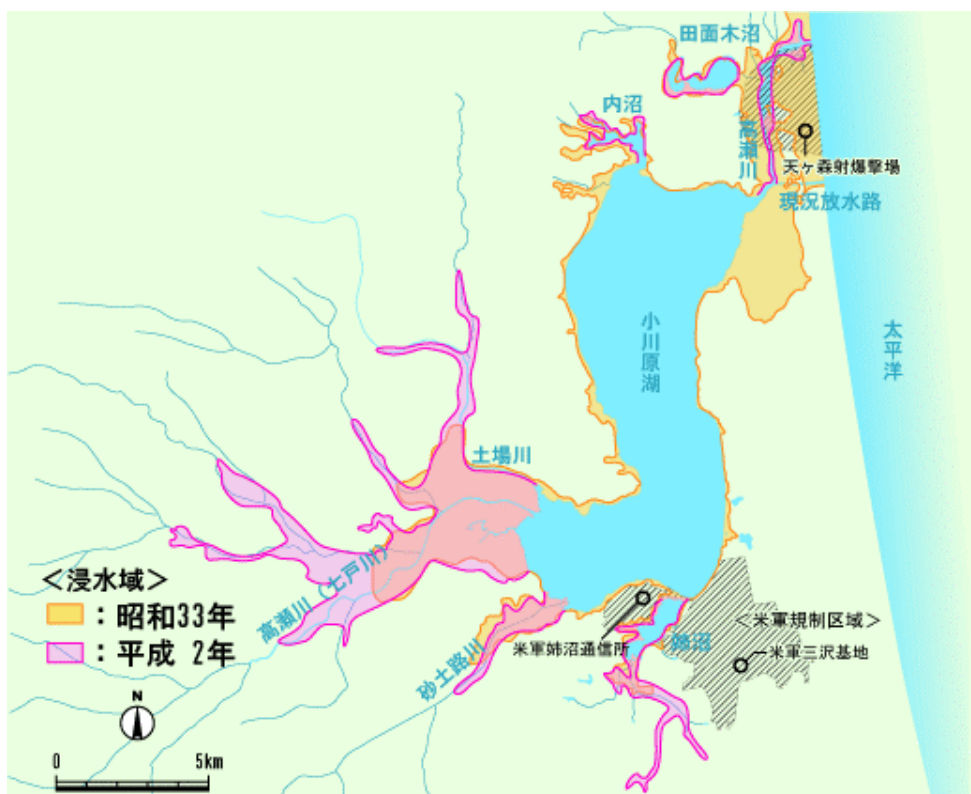 田面木沼
内沼
高瀬川
天ヶ森射爆撃場
現況放水路
小川原湖
太平洋
土場川
高瀬川（七戸川）
＜浸水域＞
：昭和33年
：平成 2年
砂土路川
米軍姉沼通信所
姉沼
＜米軍規制区域＞
米軍三沢基地
N
0 5km